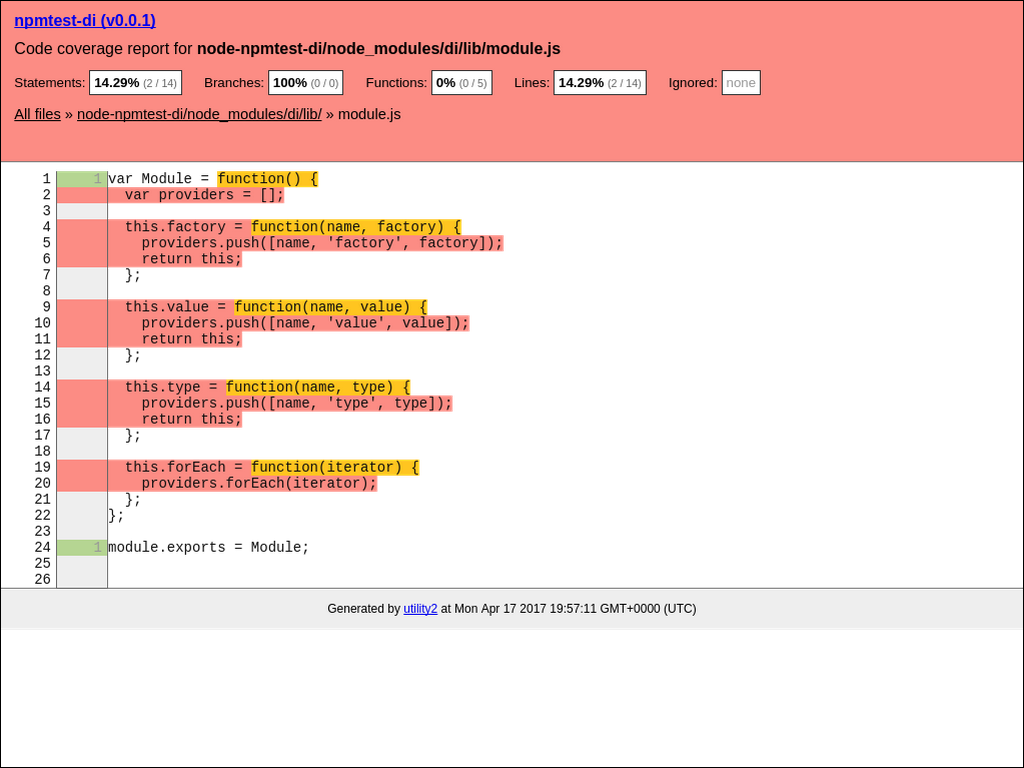 npmtest-di (v0.0.1)
Code coverage report for node-npmtest-di/node_modules/di/lib/module.js
Statements: 14.29% (2 / 14) Branches: 100% (0 / 0) Functions: 0% (0 / 5) Lines: 14.29% (2 / 14) Ignored: none
All files » node-npmtest-di/node_modules/di/lib/ » module.js
1 1 var Module = function() {
2 var providers = [];
3
4 this.factory = function(name, factory) {
5 providers.push([name, 'factory', factory]);
6 return this;
7 };
8
9 this.value = function(name, value) {
10 providers.push([name, 'value', value]);
11 return this;
12 };
13
14 this.type = function(name, type) {
15 providers.push([name, 'type', type]);
16 return this;
17 };
18
19 this.forEach = function(iterator) {
20 providers.forEach(iterator);
21 };
22 };
23
24 1 module.exports = Module;
25
26
Generated by utility2 at Mon Apr 17 2017 19:57:11 GMT+0000 (UTC)